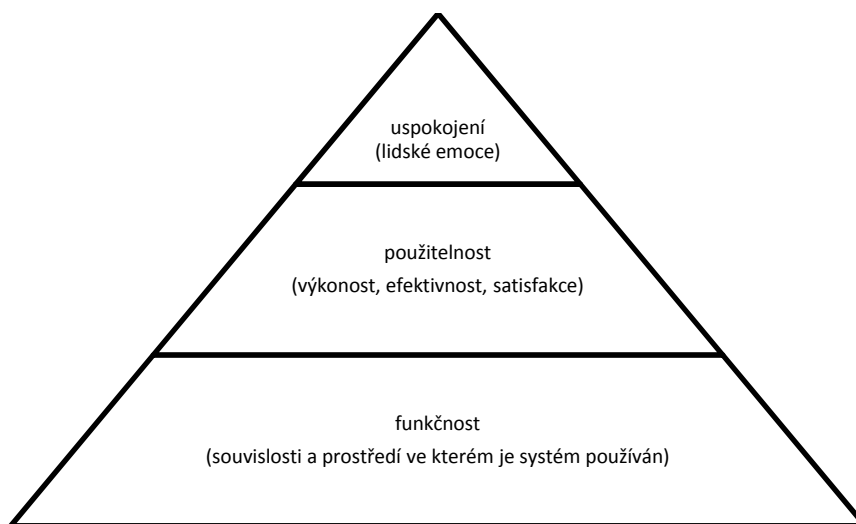 uspokojení
(lidské emoce)
použitelnost
(výkonost, efektivnost, satisfakce)
funkčnost
(souvislosti a prostředí ve kterém je systém používán)